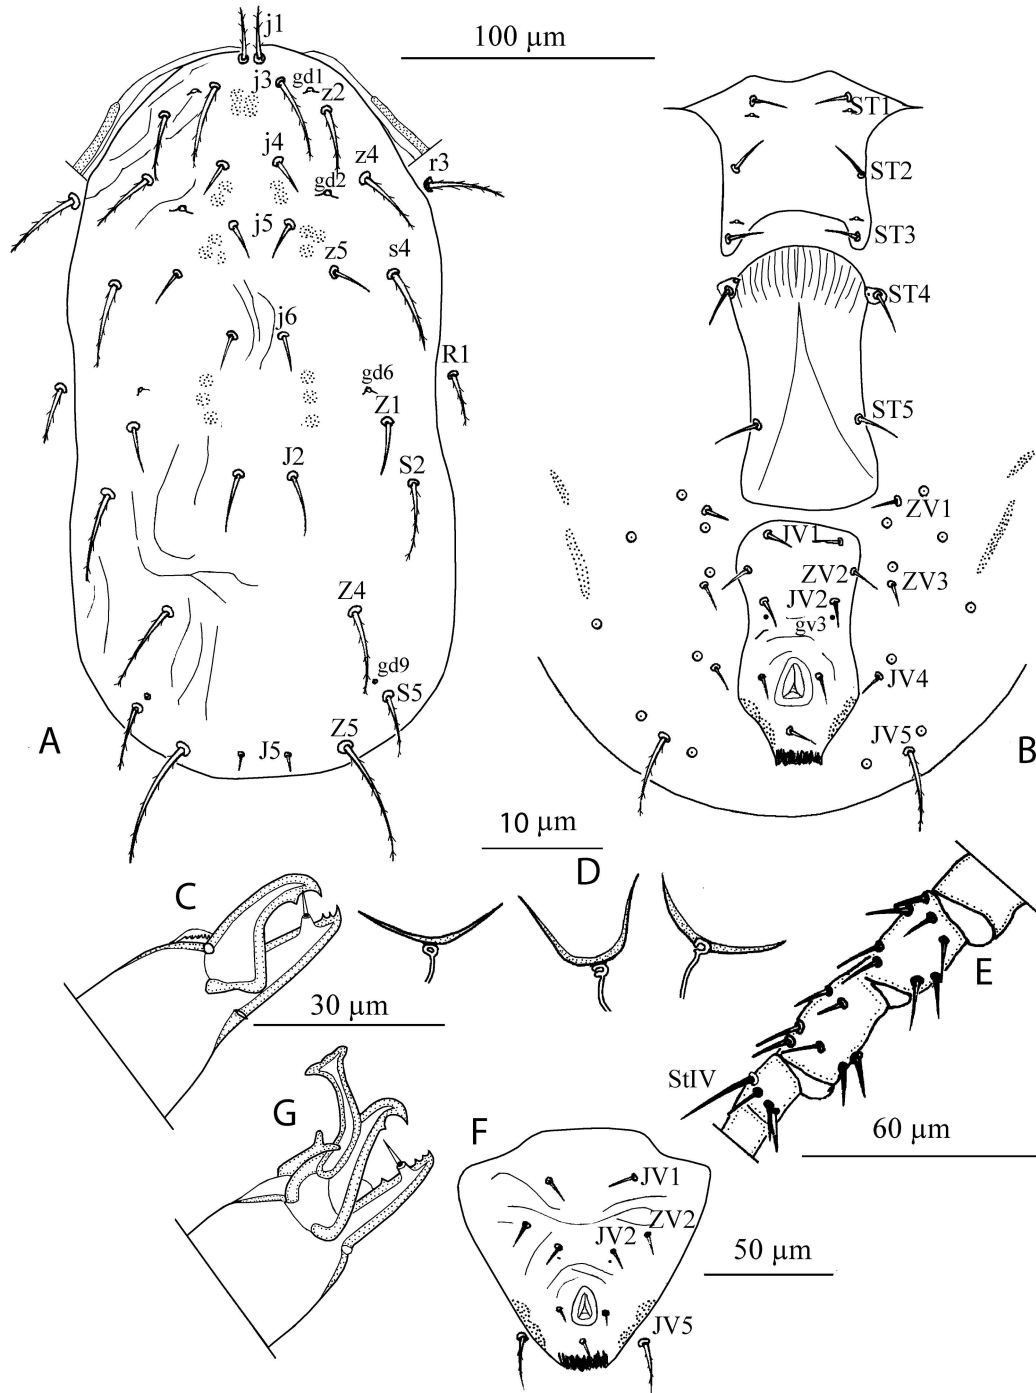 j1
100 µm
j3
gd1
z2
ST1
j4
z4
r3
ST2
gd2
j5
ST3
z5
s4
ST4
j6
R1
gd6
Z1
ST5
J2
S2
ZV1
JV1
ZV2
ZV3
Z4
JV2
gv3
gd9
S5
JV4
A
J5
Z5
JV5
B
10 µm
C
D
E
30 µm
StIV
G
F
60 µm
JV1
ZV2
JV2
50 µm
JV5